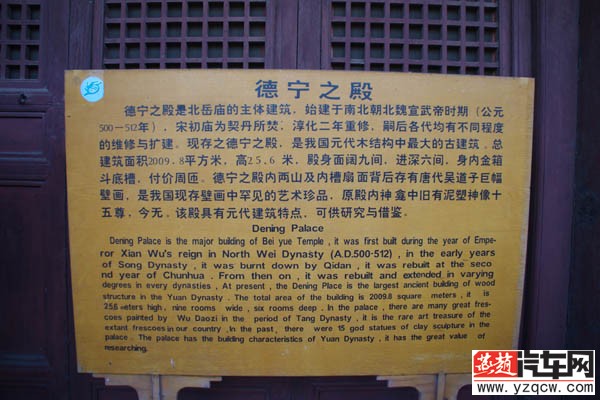 德宁之殿
德宁之殿是北岳庙的主体建筑，始建于南北朝北魏宣武帝时期（公元
500—512年），宋初庙为契丹所焚，淳化二年重修，嗣后各代均有不同程度
的维修与扩建。现存之德宁之殿，是我国元代木结构中最大的古建筑。总
建筑面积2009.8平方米，高25.6 米，殿身面阔九间，进深六间，身内金箱
斗底槽，付价周匝。德宁之殿内两山及内槽扇面背后存有唐代吴道子巨幅
壁画，是我国现存壁画中罕见的艺术珍品，原殿内神龛中旧有泥塑神像十
五尊，今无。该殿具有元代建筑特点，可供研究与借鉴。
Dening Palace
Dening Palace is the major building of Bei yue Temple, it was first built during the year of Empe-
ror Xian Wu's reign in North Wei Dynasty (A.D.500-512), in the early years
of Song Dynasty, it was burnt down by Qidan, it was rebuit at the seco
nd year of Chunhua. From then on, it was rebuilt and extended in varying
degrees in every dynasties, At present, the Dening Place is the largest ancient building of wood
structure in the Yuan Dynasty. The total area of the building is 2009.8 square meters, it is
25.6 meters high, nine rooms wide, six rooms deep. In the palace, there are many great fres-
coes painted by Wu Daozi in the period of Tang Dynasty, it is the rare art treasure of the
extant frescoes in our country. In the past, there were 15 god statues of clay sculpture in the
palace. The palace has the building characteristics of Yuan Dynasty, it has the great value of
researching.
燕赵汽车网
www.yzqcw.com